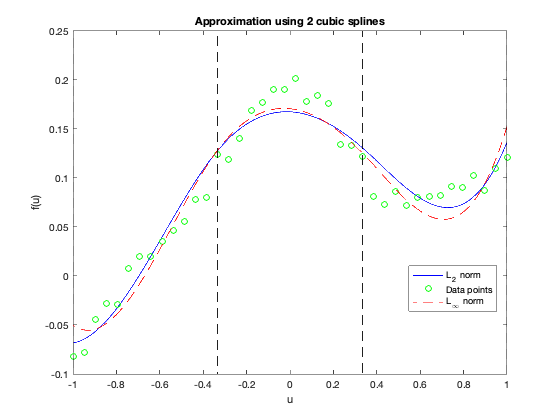 Approximation using 2 cubic splines
0.25
0.2
0.15
0.1
0.05
0
-0.05
-0.1
f(u)
-1 -0.8 -0.6 -0.4 -0.2 0 0.2 0.4 0.6 0.8 1
u
L₂ norm
Data points
L∞ norm